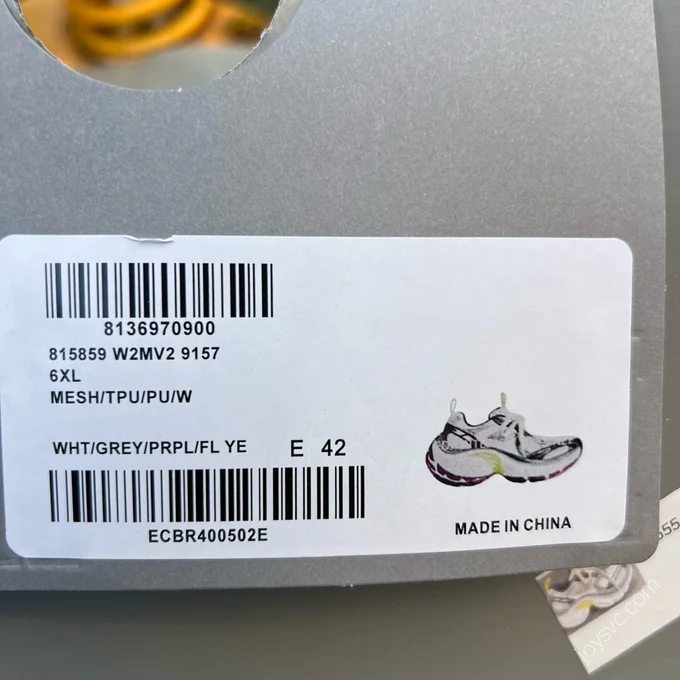 8136970900
815859 W2MV2 9157
6XL
MESH/TPU/PU/W
WHT/GREY/PRPL/FL YE E 42
ECBR400502E
MADE IN CHINA